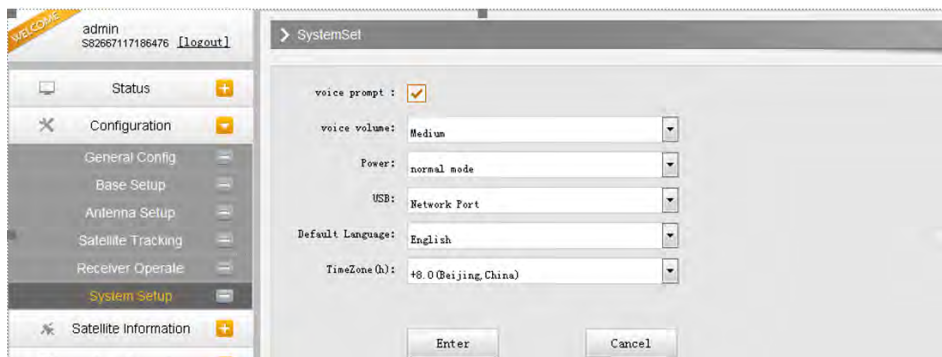 WELCOME
admin
S82667117186476 [logout]
Status
Configuration
General Config
Base Setup
Antenna Setup
Satellite Tracking
Receiver Operate
System Setup
Satellite Information
SystemSet
voice prompt :
voice volume: Medium
Power: normal mode
USB: Network Port
Default Language: English
TimeZone(h): +8.0(Beijing,China)
Enter Cancel